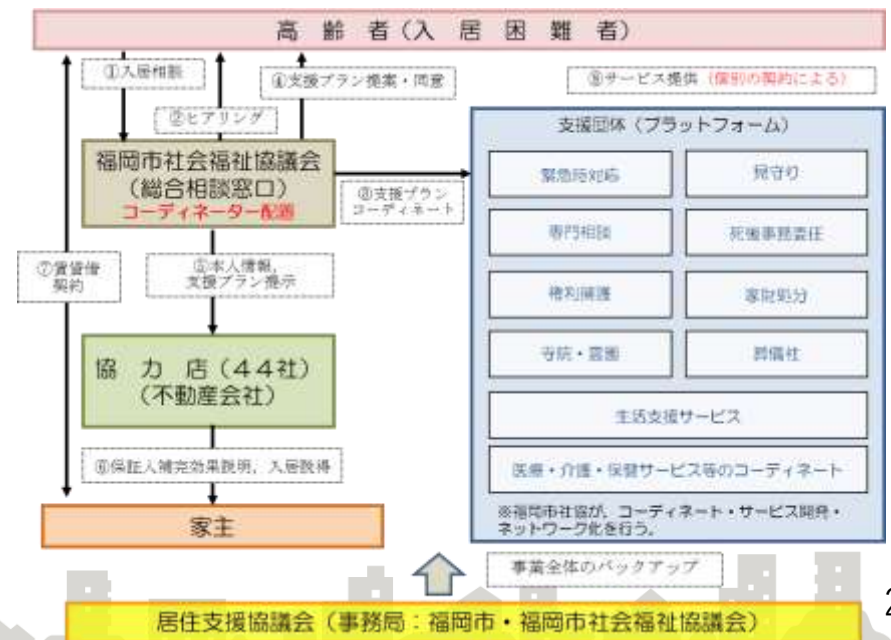 高齢者(入居困難者)
①入居相談
④支援プラン提案・同意
⑧サービス提供(個別の契約による)
②ヒアリング
福岡市社会福祉協議会
(総合相談窓口)
コーディネーター配置
③支援プラン
コーディネート
支援団体(プラットフォーム)
緊急時対応
見守り
専門相談
死後事務委任
権利擁護
家財処分
寺院・霊園
葬儀社
生活支援サービス
医療・介護・保健サービス等のコーディネート
※福岡市社協が、コーディネート・サービス開発・
ネットワーク化を行う。
⑦賃貸借
契約
⑤本人情報,
支援プラン提示
協力店(44社)
(不動産会社)
⑥保証人補完効果説明,入居説得
家主
事業全体のバックアップ
居住支援協議会(事務局:福岡市・福岡市社会福祉協議会)